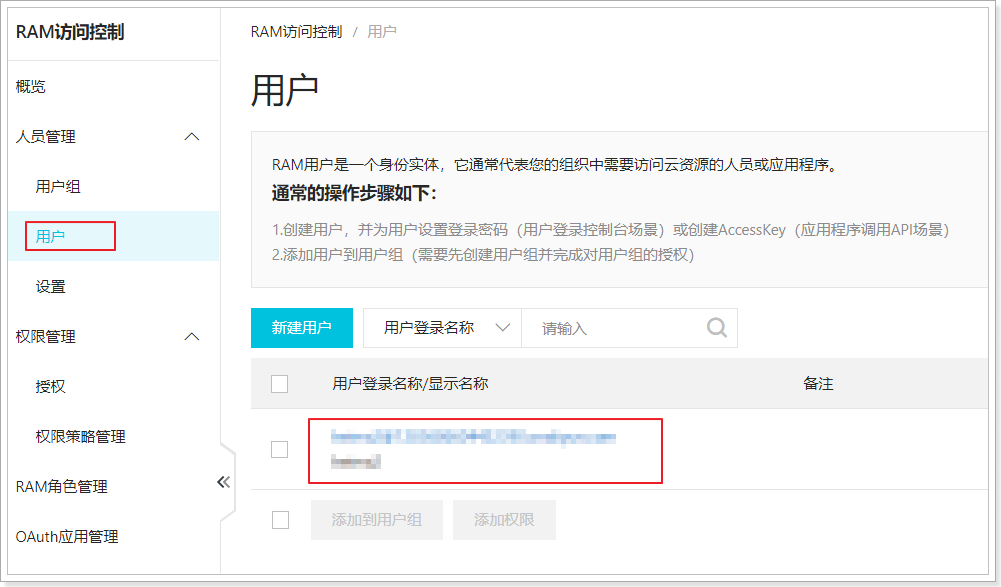 RAM访问控制
概览
人员管理
用户组
用户
设置
权限管理
授权
权限策略管理
RAM角色管理
OAuth应用管理
RAM访问控制 / 用户
用户
RAM用户是一个身份实体，它通常代表您的组织中需要访问云资源的人员或应用程序。
通常的操作步骤如下：
1.创建用户，并为用户设置登录密码（用户登录控制台场景）或创建AccessKey（应用程序调用API场景）
2.添加用户到用户组（需要先创建用户组并完成对用户组的授权）
新建用户 用户登录名称 请输入
用户登录名称/显示名称 备注
添加到用户组 添加权限